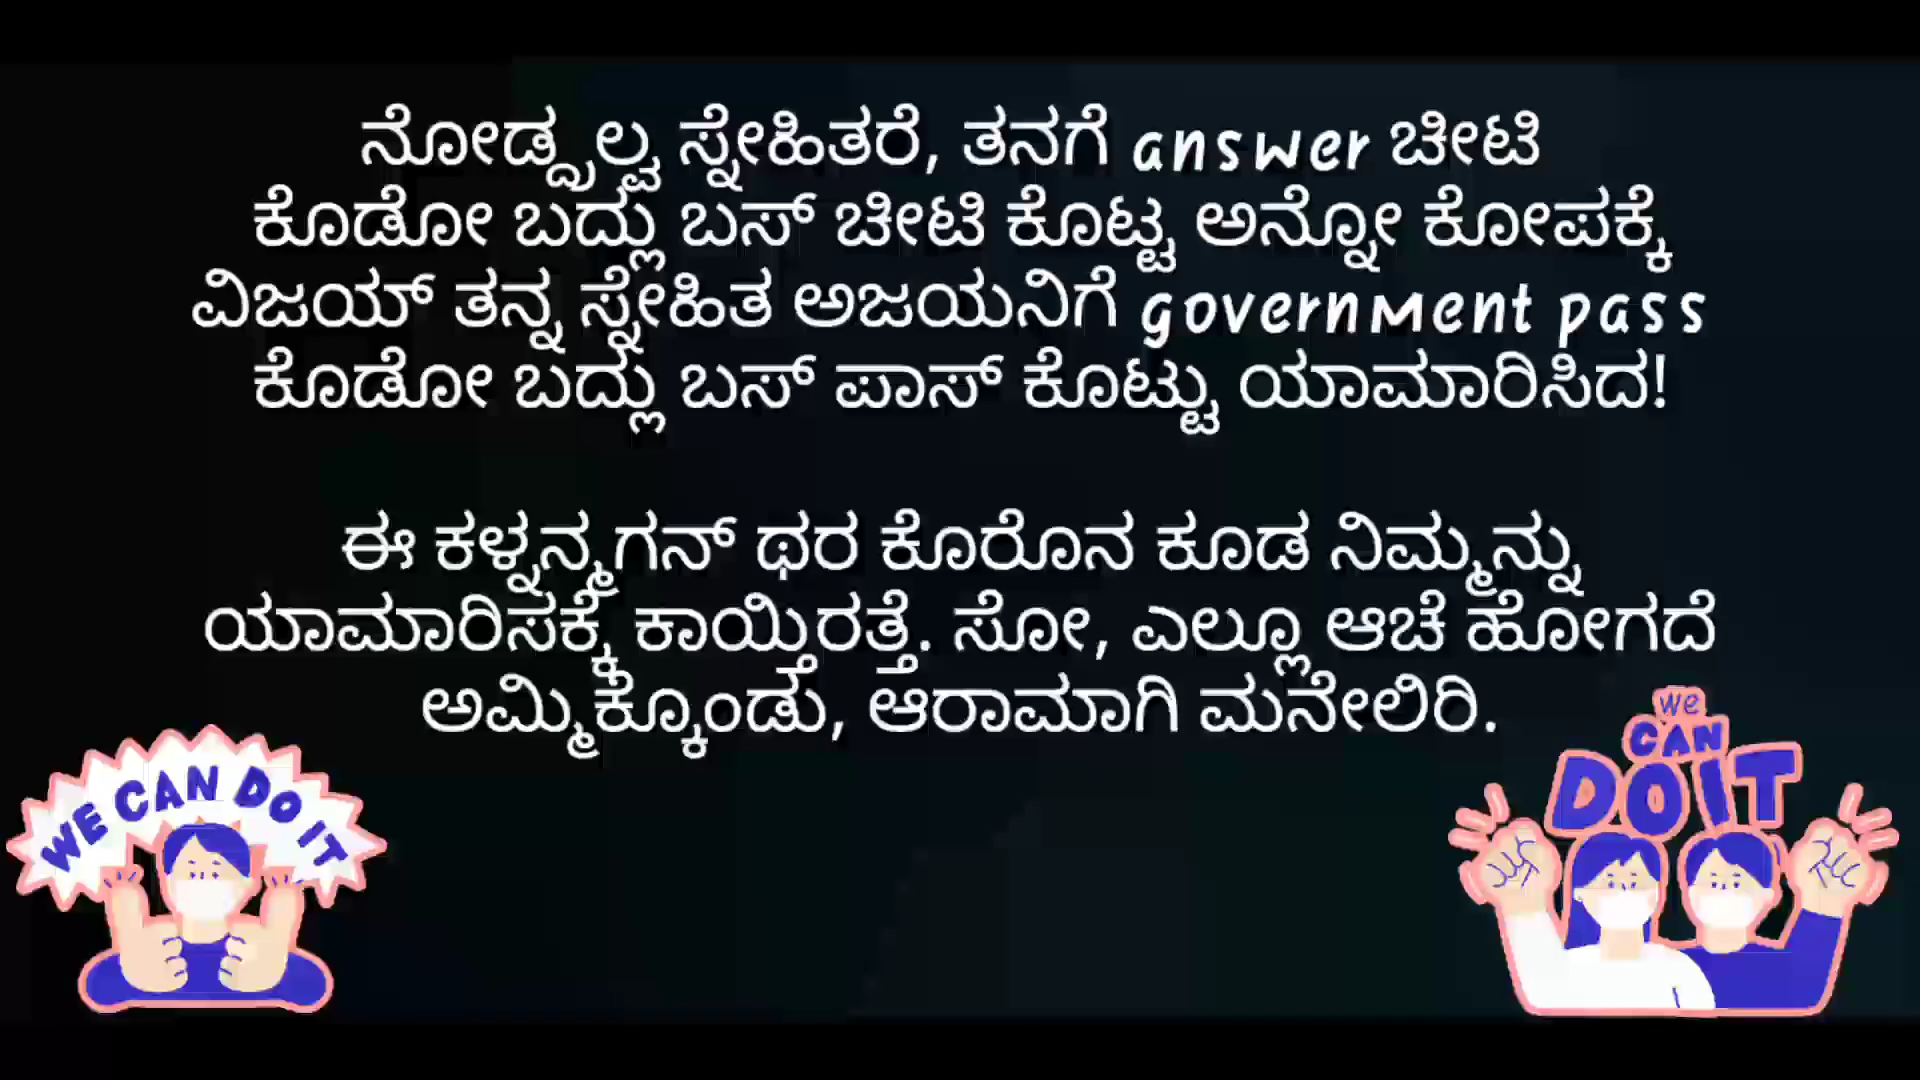 ನೋಡ್ದ್ರಲ್ವ ಸ್ನೇಹಿತರೆ, ತನಗೆ answer ಚೀಟಿ
ಕೊಡೋ ಬದ್ಲು ಬಸ್ ಚೀಟಿ ಕೊಟ್ಟ ಅನ್ನೋ ಕೋಪಕ್ಕೆ
ವಿಜಯ್ ತನ್ನ ಸ್ನೇಹಿತ ಅಜಯನಿಗೆ government pass
ಕೊಡೋ ಬದ್ಲು ಬಸ್ ಪಾಸ್ ಕೊಟ್ಟು ಯಾಮಾರಿಸಿದ!
ಈ ಕಳ್ನನ್ಮಗನ್ ಥರ ಕೊರೊನ ಕೂಡ ನಿಮ್ಮನ್ನು
ಯಾಮಾರಿಸಕ್ಕೆ ಕಾಯ್ತಿರತ್ತೆ. ಸೋ, ಎಲ್ಲೂ ಆಚೆ ಹೋಗದೆ
ಅಮ್ಮಿಕ್ಕೊಂಡು, ಆರಾಮಾಗಿ ಮನೇಲಿರಿ.
WE CAN DO IT
We
CAN
DO IT